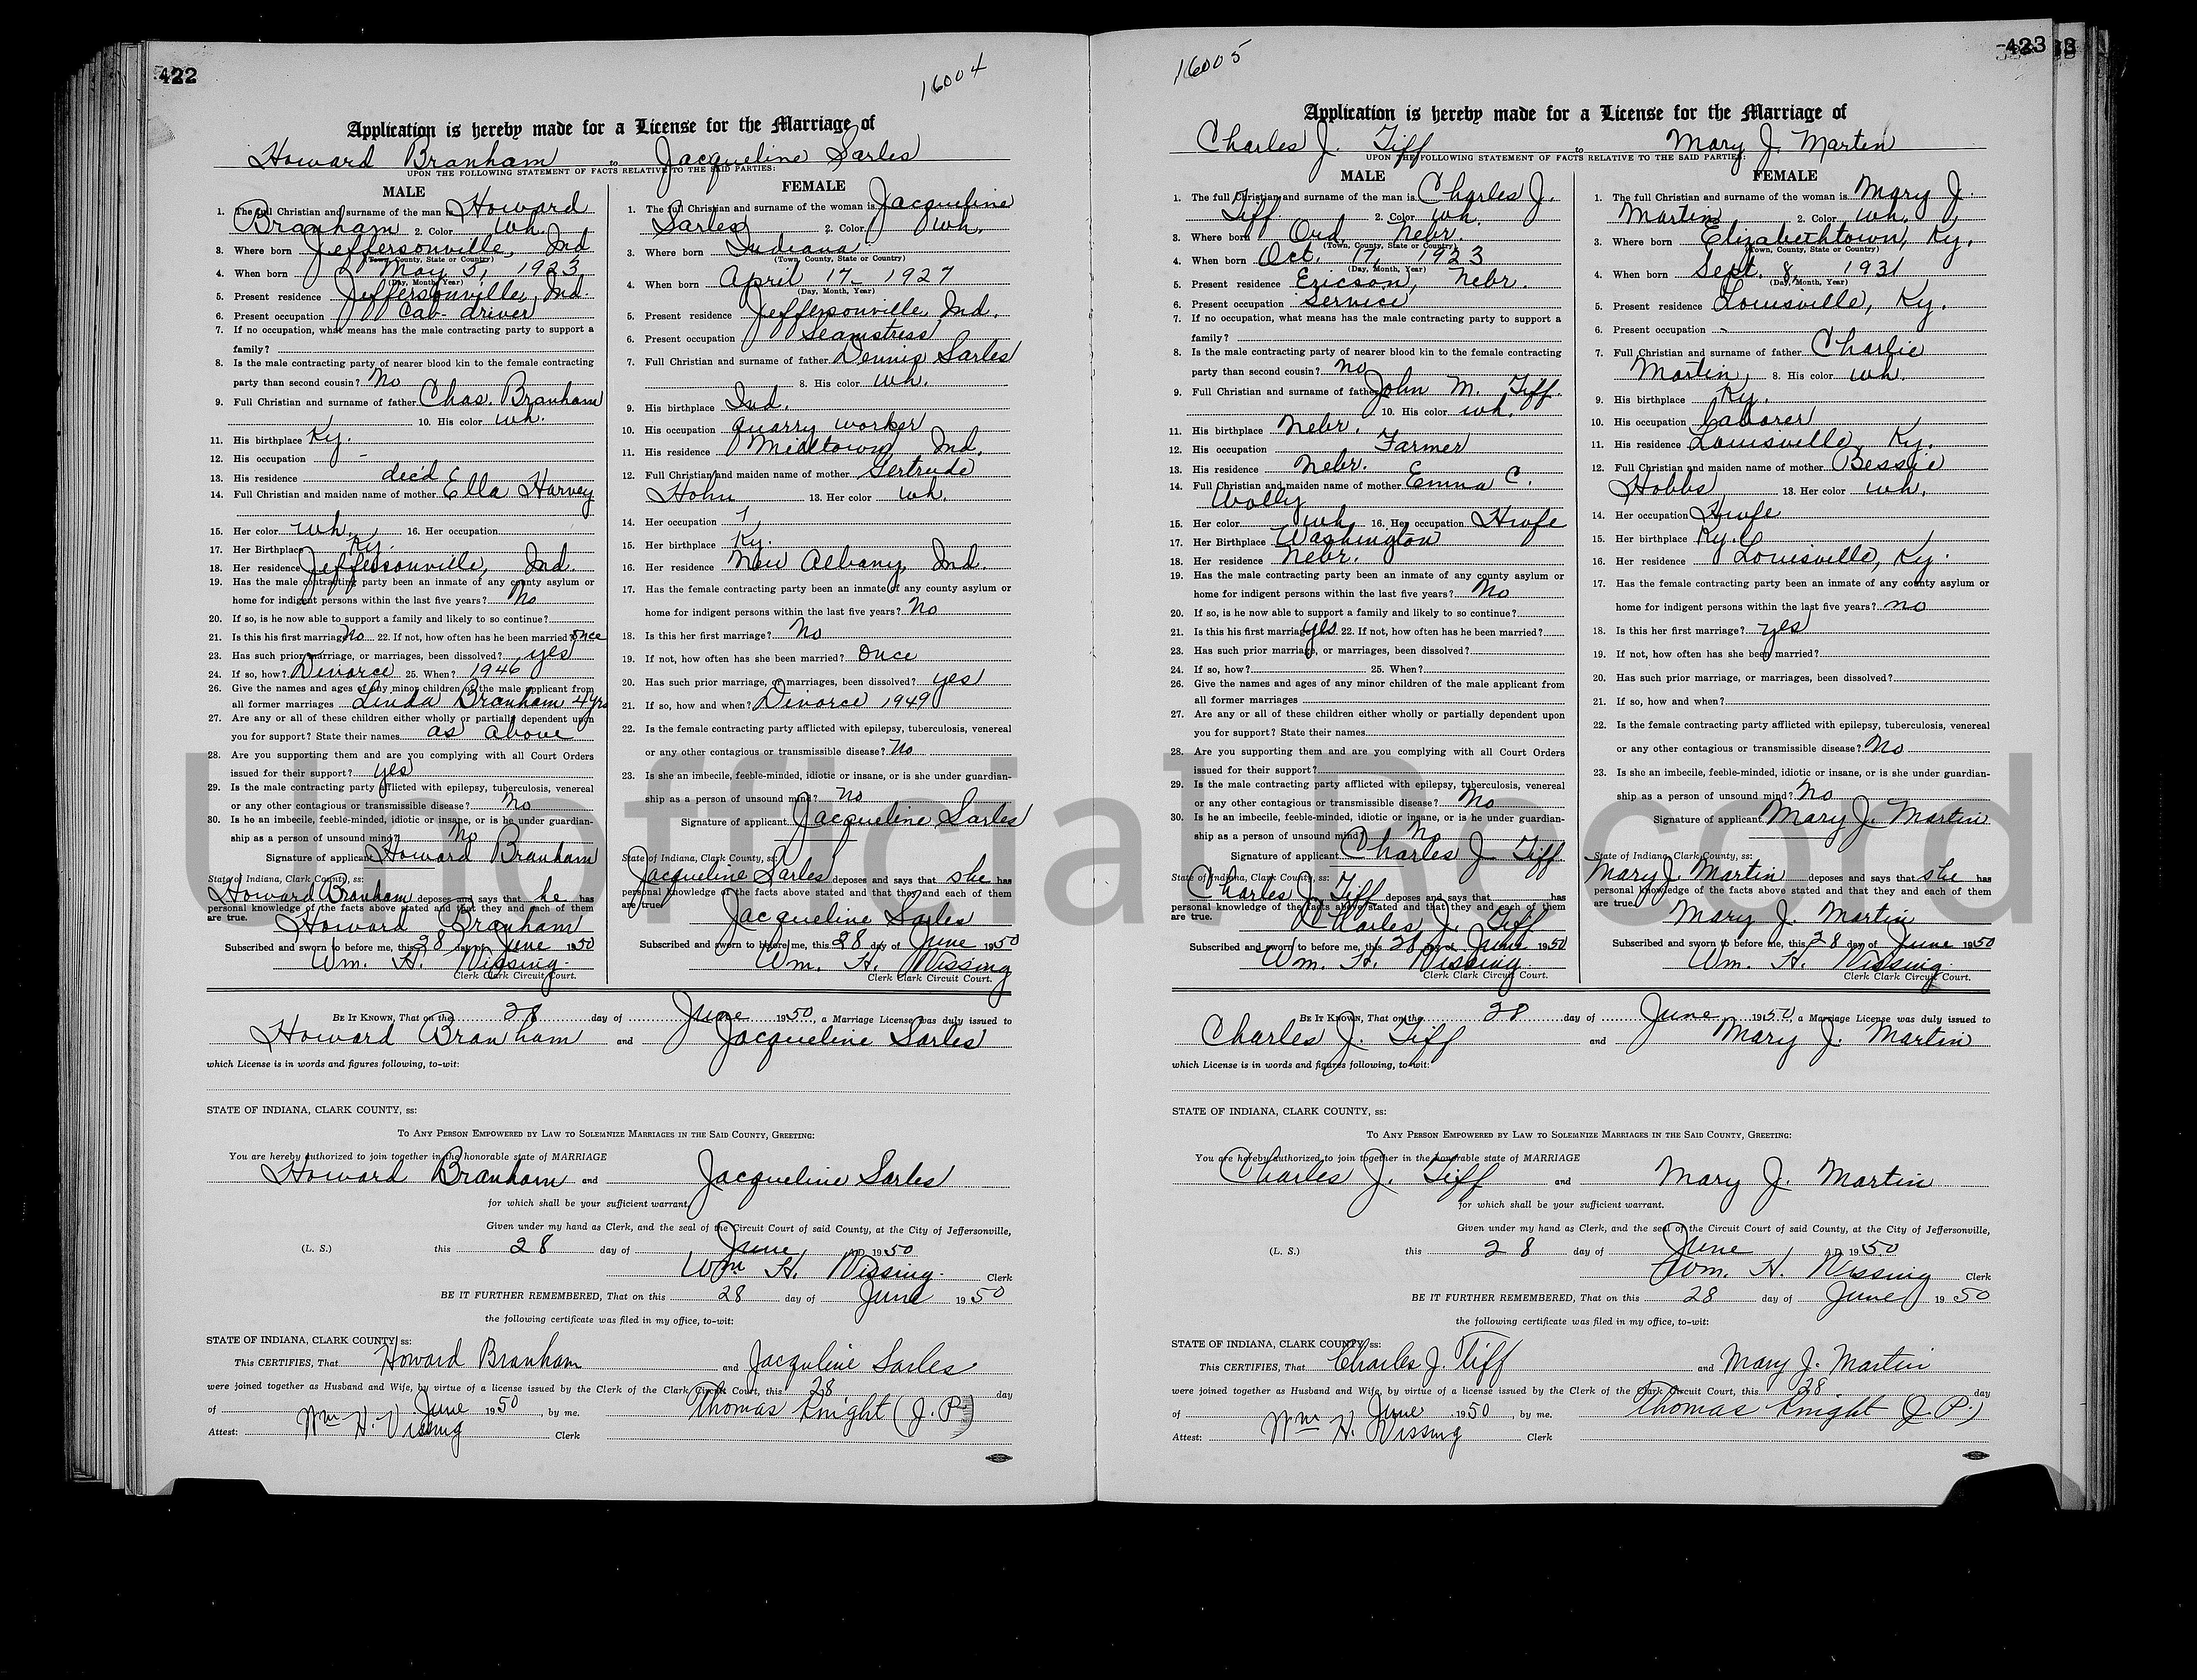 422
16004
Application is hereby made for a License for the Marriage of
Howard Branham to Jacqueline Sarles
UPON THE FOLLOWING STATEMENT OF FACTS RELATIVE TO THE SAID PARTIES:
MALE
1. The full Christian and surname of the man is Howard
Branham 2. Color wh.
3. Where born Jeffersonville, Ind
(Town, County, State or Country)
4. When born May 3, 1923
(Day, Month, Year)
5. Present residence Jeffersonville, Ind.
6. Present occupation Cab driver
7. If no occupation, what means has the male contracting party to support a
family?
8. Is the male contracting party of nearer blood kin to the female contracting
party than second cousin? No
9. Full Christian and surname of father Chas. Branham
10. His color wh.
11. His birthplace Ky.
12. His occupation -
13. His residence dec'd
14. Full Christian and maiden name of mother Ella Harvey
15. Her color wh. 16. Her occupation
17. Her Birthplace Ky.
18. Her residence Jeffersonville, Ind.
19. Has the male contracting party been an inmate of any county asylum or
home for indigent persons within the last five years? No
20. If so, is he now able to support a family and likely to so continue?
21. Is this his first marriage? No 22. If not, how often has he been married? once
23. Has such prior marriage, or marriages, been dissolved? yes
24. If so, how? Divorce 25. When? 1946
26. Give the names and ages of any minor children of the male applicant from
all former marriages Linda Branham 4 yrs
27. Are any or all of these children either wholly or partially dependent upon
you for support? State their names as above
28. Are you supporting them and are you complying with all Court Orders
issued for their support? yes
29. Is the male contracting party afflicted with epilepsy, tuberculosis, venereal
or any other contagious or transmissible disease? No
30. Is he an imbecile, feeble-minded, idiotic or insane, or is he under guardian-
ship as a person of unsound mind? No
Signature of applicant Howard Branham
State of Indiana, Clark County, ss:
Howard Branham deposes and says that he has
personal knowledge of the facts above stated and that they and each of them
are true.
Howard Branham
Subscribed and sworn to before me, this 28 day of June 1950
Wm. H. Wissing
Clerk Clark Circuit Court.
FEMALE
1. The full Christian and surname of the woman is Jacqueline
Sarles 2. Color wh.
3. Where born Indiana
(Town, County, State or Country)
4. When born April 17 1927
(Day, Month, Year)
5. Present residence Jeffersonville Ind.
6. Present occupation Seamstress
7. Full Christian and surname of father Dennis Sarles
8. His color wh.
9. His birthplace Ind.
10. His occupation quarry worker
11. His residence Milltown Ind.
12. Full Christian and maiden name of mother Gertrude
Hohn 13. Her color wh.
14. Her occupation
15. Her birthplace Ky.
16. Her residence New Albany, Ind.
17. Has the female contracting party been an inmate of any county asylum or
home for indigent persons within the last five years? No
18. Is this her first marriage? No
19. If not, how often has she been married? Once
20. Has such prior marriage, or marriages, been dissolved? yes
21. If so, how and when? Divorce 1949
22. Is the female contracting party afflicted with epilepsy, tuberculosis, venereal
or any other contagious or transmissible disease? No
23. Is she an imbecile, feeble-minded, idiotic or insane, or is she under guardian-
ship as a person of unsound mind? No
Signature of applicant Jacqueline Sarles
State of Indiana, Clark County, ss:
Jacqueline Sarles deposes and says that she has
personal knowledge of the facts above stated and that they and each of them
are true.
Jacqueline Sarles
Subscribed and sworn to before me, this 28 day of June 1950
Wm. H. Wissing
Clerk Clark Circuit Court.
BE IT KNOWN, That on the 28 day of June 1950, a Marriage License was duly issued to
Howard Branham and Jacqueline Sarles
which License is in words and figures following, to-wit:
STATE OF INDIANA, CLARK COUNTY, ss:
TO ANY PERSON EMPOWERED BY LAW TO SOLEMNIZE MARRIAGES IN THE SAID COUNTY, GREETING:
You are hereby authorized to join together in the honorable state of MARRIAGE
Howard Branham and Jacqueline Sarles
for which shall be your sufficient warrant.
Given under my hand as Clerk, and the seal of the Circuit Court of said County, at the City of Jeffersonville,
(L. S.) this 28 day of June A.D. 1950
Wm H. Wissing Clerk
BE IT FURTHER REMEMBERED, That on this 28 day of June 1950
the following certificate was filed in my office, to-wit:
STATE OF INDIANA, CLARK COUNTY, ss:
This CERTIFIES, That Howard Branham and Jacquline Sarles
were joined together as Husband and Wife, by virtue of a license issued by the Clerk of the Clark Circuit Court, this 28 day
of June 1950, by me. Thomas Knight (J.P.)
Attest: Wm H. Wissing Clerk
423
16005
Application is hereby made for a License for the Marriage of
Charles J. Tiff to Mary J. Martin
UPON THE FOLLOWING STATEMENT OF FACTS RELATIVE TO THE SAID PARTIES:
MALE
1. The full Christian and surname of the man is Charles J.
Tiff 2. Color wh.
3. Where born Ord, Nebr.
(Town, County, State or Country)
4. When born Oct. 17, 1923
(Day, Month, Year)
5. Present residence Ericson, Nebr.
6. Present occupation Service
7. If no occupation, what means has the male contracting party to support a
family?
8. Is the male contracting party of nearer blood kin to the female contracting
party than second cousin? No
9. Full Christian and surname of father John M. Tiff.
10. His color wh.
11. His birthplace Nebr.
12. His occupation Farmer
13. His residence Nebr.
14. Full Christian and maiden name of mother Emma C.
Wolly
15. Her color wh 16. Her occupation Hwfe
17. Her Birthplace Washington
18. Her residence Nebr.
19. Has the male contracting party been an inmate of any county asylum or
home for indigent persons within the last five years? No
20. If so, is he now able to support a family and likely to so continue?
21. Is this his first marriage? yes 22. If not, how often has he been married?
23. Has such prior marriage, or marriages, been dissolved?
24. If so, how? 25. When?
26. Give the names and ages of any minor children of the male applicant from
all former marriages
27. Are any or all of these children either wholly or partially dependent upon
you for support? State their names
28. Are you supporting them and are you complying with all Court Orders
issued for their support?
29. Is the male contracting party afflicted with epilepsy, tuberculosis, venereal
or any other contagious or transmissible disease? No
30. Is he an imbecile, feeble-minded, idiotic or insane, or is he under guardian-
ship as a person of unsound mind? No
Signature of applicant Charles J. Tiff.
State of Indiana, Clark County, ss:
Charles J. Tiff deposes and says that has
personal knowledge of the facts above stated and that they and each of them
are true.
Charles J. Tiff
Subscribed and sworn to before me, this 28 day of June 1950
Wm. H. Wissing
Clerk Clark Circuit Court.
FEMALE
1. The full Christian and surname of the woman is Mary J.
Martin 2. Color wh.
3. Where born Elizabethtown, Ky.
(Town, County, State or Country)
4. When born Sept. 8, 1931
(Day, Month, Year)
5. Present residence Louisville, Ky.
6. Present occupation -
7. Full Christian and surname of father Charlie
Martin, 8. His color wh.
9. His birthplace Ky.
10. His occupation Laborer
11. His residence Louisville, Ky.
12. Full Christian and maiden name of mother Bessie
Hobbs 13. Her color wh.
14. Her occupation Hwfe
15. Her birthplace Ky.
16. Her residence Louisville, Ky.
17. Has the female contracting party been an inmate of any county asylum or
home for indigent persons within the last five years? no
18. Is this her first marriage? yes
19. If not, how often has she been married?
20. Has such prior marriage, or marriages, been dissolved?
21. If so, how and when?
22. Is the female contracting party afflicted with epilepsy, tuberculosis, venereal
or any other contagious or transmissible disease? No
23. Is she an imbecile, feeble-minded, idiotic or insane, or is she under guardian-
ship as a person of unsound mind? No
Signature of applicant Mary J. Martin
State of Indiana, Clark County, ss:
Mary J. Martin deposes and says that she has
personal knowledge of the facts above stated and that they and each of them
are true.
Mary J. Martin
Subscribed and sworn to before me, this 28 day of June 1950
Wm. H. Wissing
Clerk Clark Circuit Court.
BE IT KNOWN, That on the 28 day of June 1950, a Marriage License was duly issued to
Charles J. Tiff and Mary J. Martin
which License is in words and figures following, to-wit:
STATE OF INDIANA, CLARK COUNTY, ss:
TO ANY PERSON EMPOWERED BY LAW TO SOLEMNIZE MARRIAGES IN THE SAID COUNTY, GREETING:
You are hereby authorized to join together in the honorable state of MARRIAGE
Charles J. Tiff and Mary J. Martin
for which shall be your sufficient warrant.
Given under my hand as Clerk, and the seal of the Circuit Court of said County, at the City of Jeffersonville,
(L. S.) this 28 day of June A.D. 1950
Wm. H. Wissing Clerk
BE IT FURTHER REMEMBERED, That on this 28 day of June 1950
the following certificate was filed in my office, to-wit:
STATE OF INDIANA, CLARK COUNTY, ss:
This CERTIFIES, That Charles J. Tiff and Mary J. Martin
were joined together as Husband and Wife, by virtue of a license issued by the Clerk of the Clark Circuit Court, this 28 day
of June 1950, by me. Thomas Knight (J.P.)
Attest: Wm H. Wissing Clerk
Unofficial Record